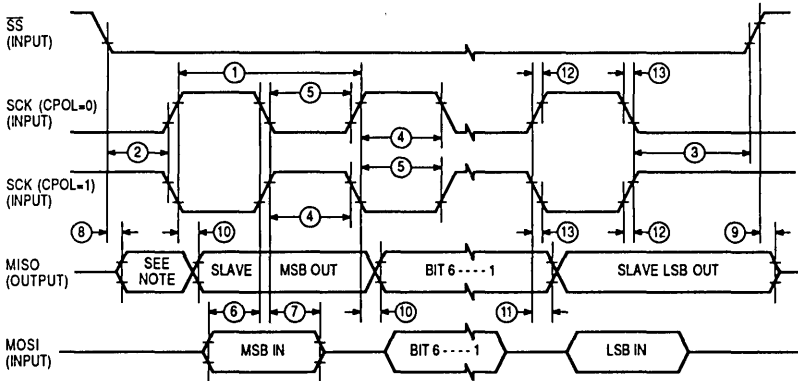 SS
(INPUT)
1
12
13
5
SCK (CPOL=0)
(INPUT)
2
4
3
5
SCK (CPOL=1)
(INPUT)
4
8
10
13
12
9
MISO
(OUTPUT)
SEE
NOTE
SLAVE
MSB OUT
BIT 6 - - - - 1
SLAVE LSB OUT
6
7
10
11
MOSI
(INPUT)
MSB IN
BIT 6 - - - - 1
LSB IN